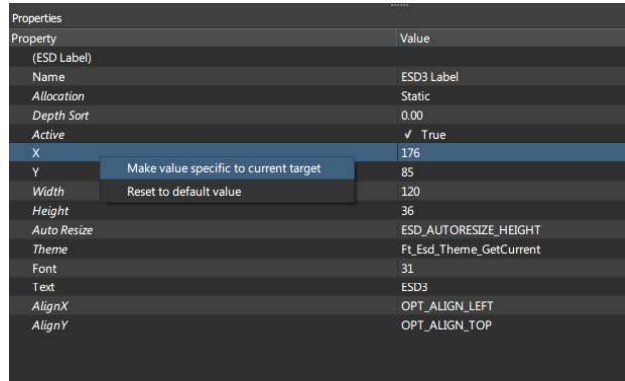 Properties
Property Value
(ESD Label)
Name ESD3 Label
Allocation Static
Depth Sort 0.00
Active ✓ True
X 176
Y Make value specific to current target 85
Width Reset to default value 120
Height 36
Auto Resize ESD_AUTORESIZE_HEIGHT
Theme Ft_Esd_Theme_GetCurrent
Font 31
Text ESD3
AlignX OPT_ALIGN_LEFT
AlignY OPT_ALIGN_TOP